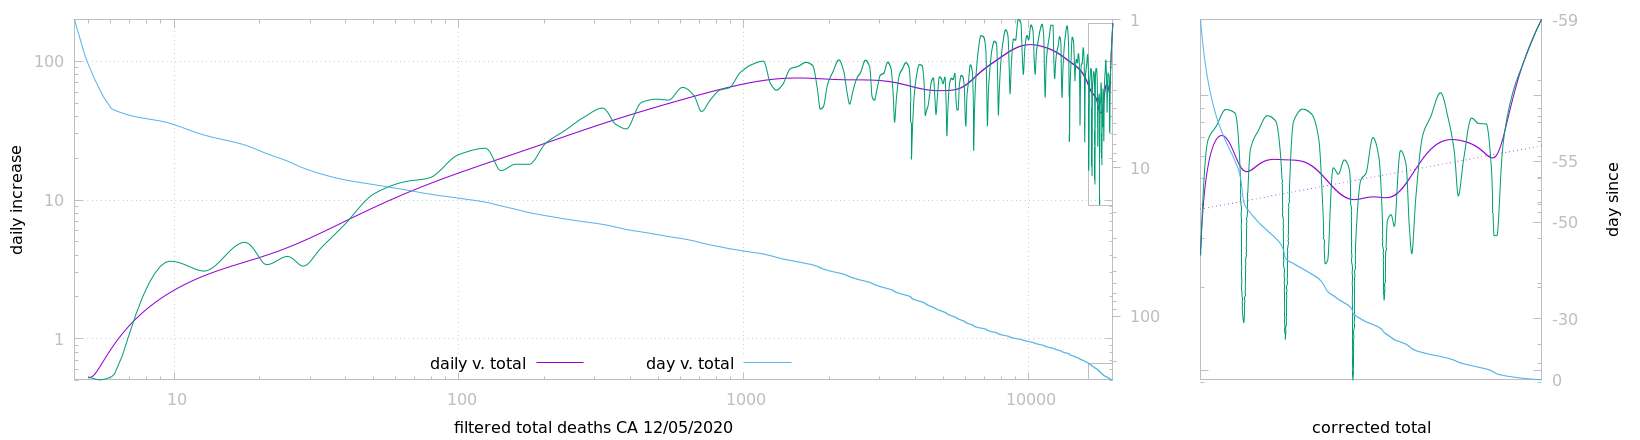 daily increase
100
10
1
10
100
1000
10000
1
10
100
daily v. total
day v. total
filtered total deaths CA 12/05/2020
-59
-55
-50
-30
0
day since
corrected total